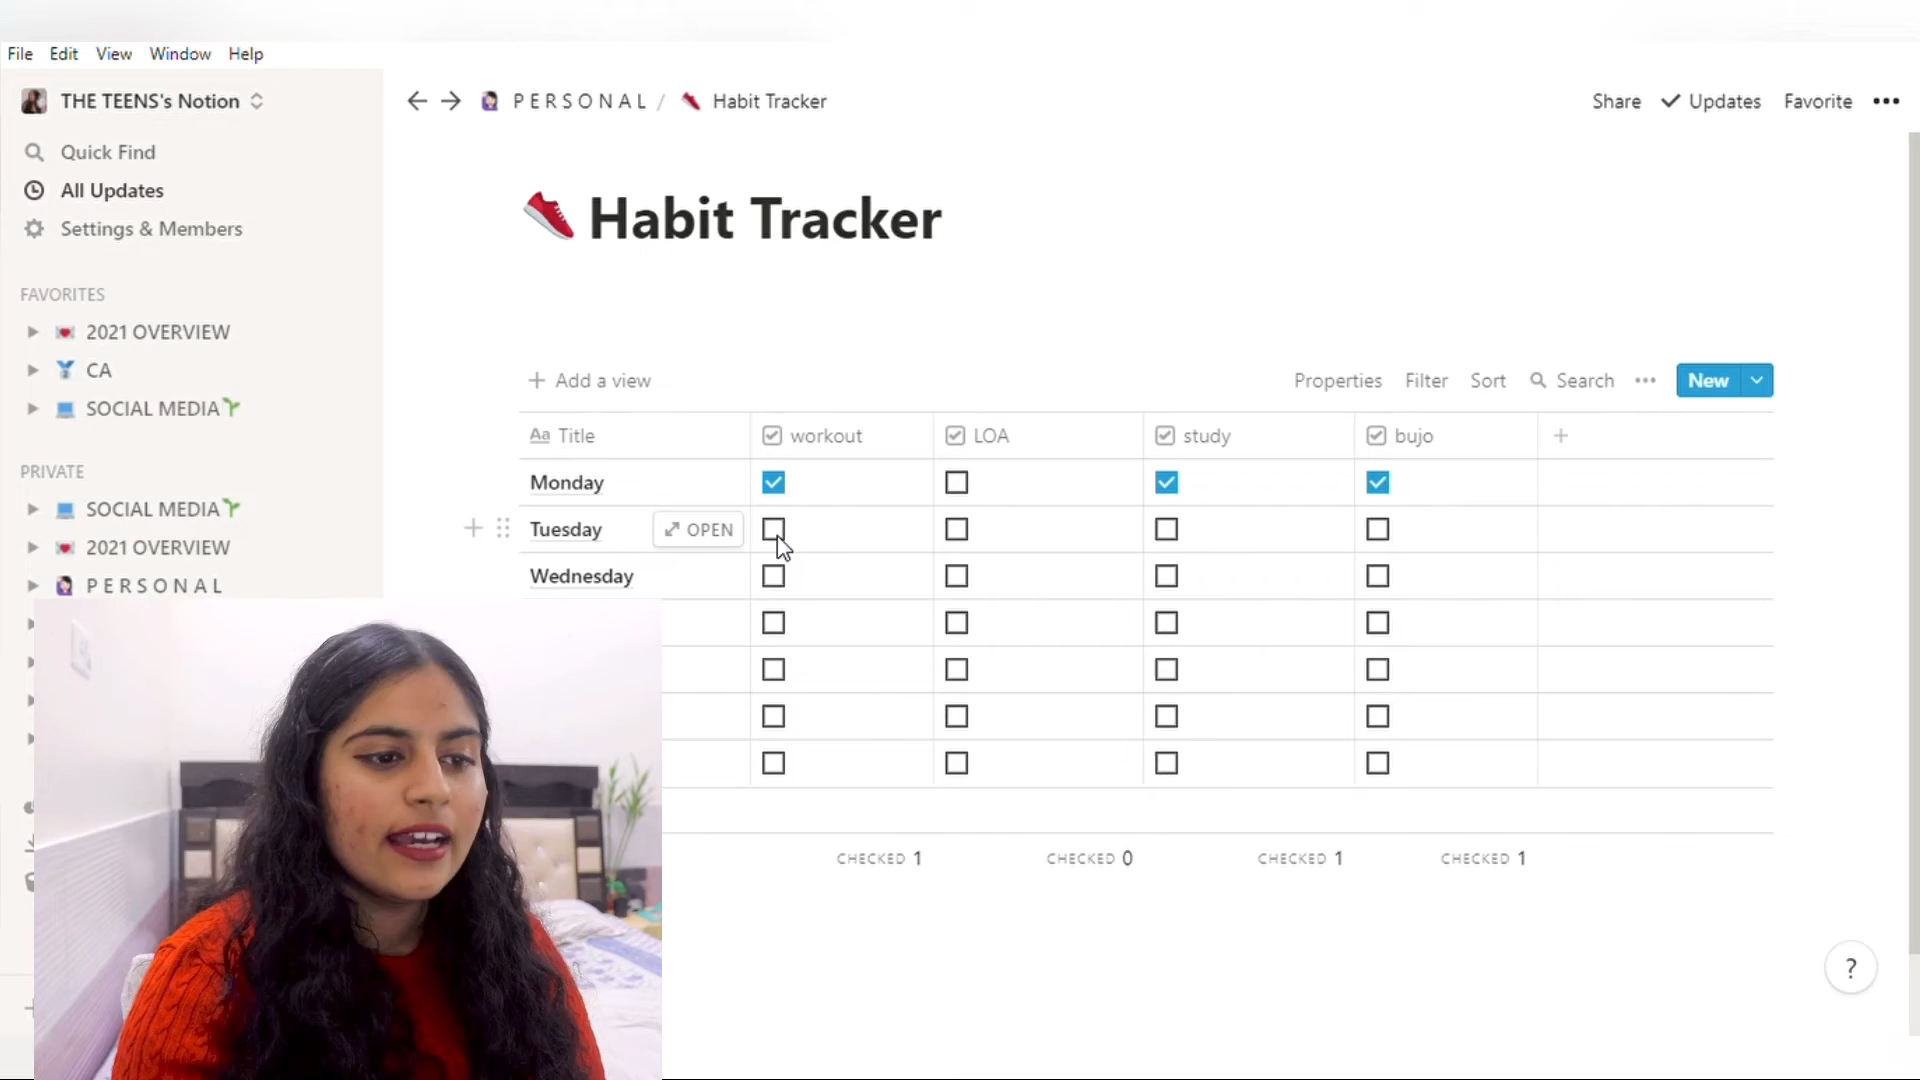 File Edit View Window Help
THE TEENS's Notion
Quick Find
All Updates
Settings & Members
FAVORITES
2021 OVERVIEW
CA
SOCIAL MEDIA
PRIVATE
SOCIAL MEDIA
2021 OVERVIEW
PERSONAL
PERSONAL / Habit Tracker
Share Updates Favorite •••
Habit Tracker
+ Add a view
Properties Filter Sort Search ••• New
Aa Title workout LOA study bujo +
Monday
Tuesday OPEN
Wednesday
CHECKED 1 CHECKED 0 CHECKED 1 CHECKED 1
?